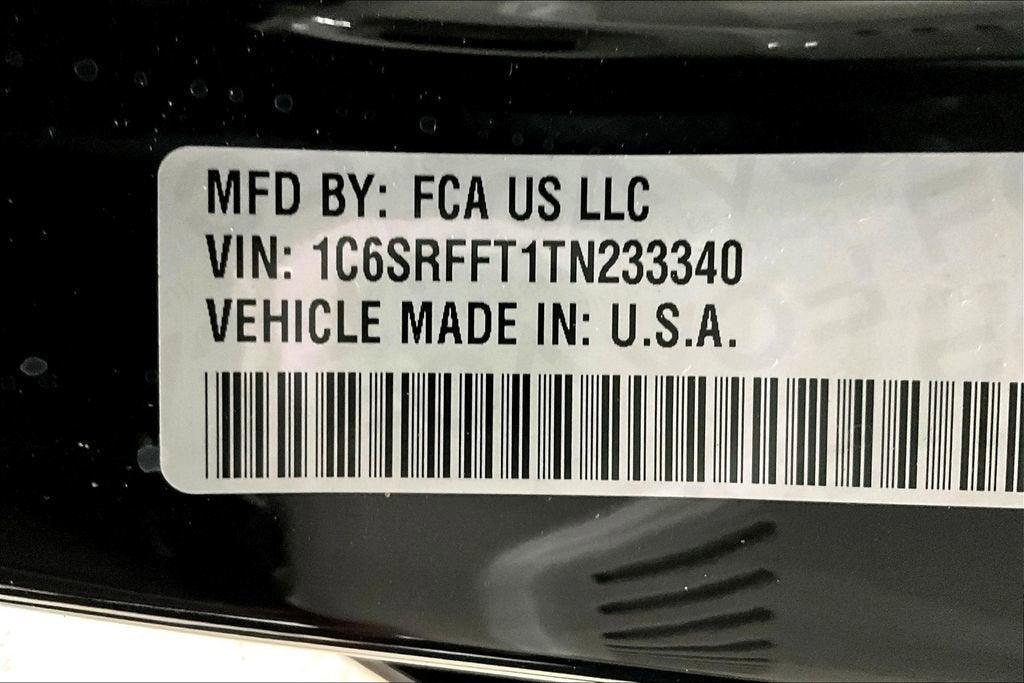 MFD BY: FCA US LLC
VIN: 1C6SRFFT1TN233340
VEHICLE MADE IN: U.S.A.